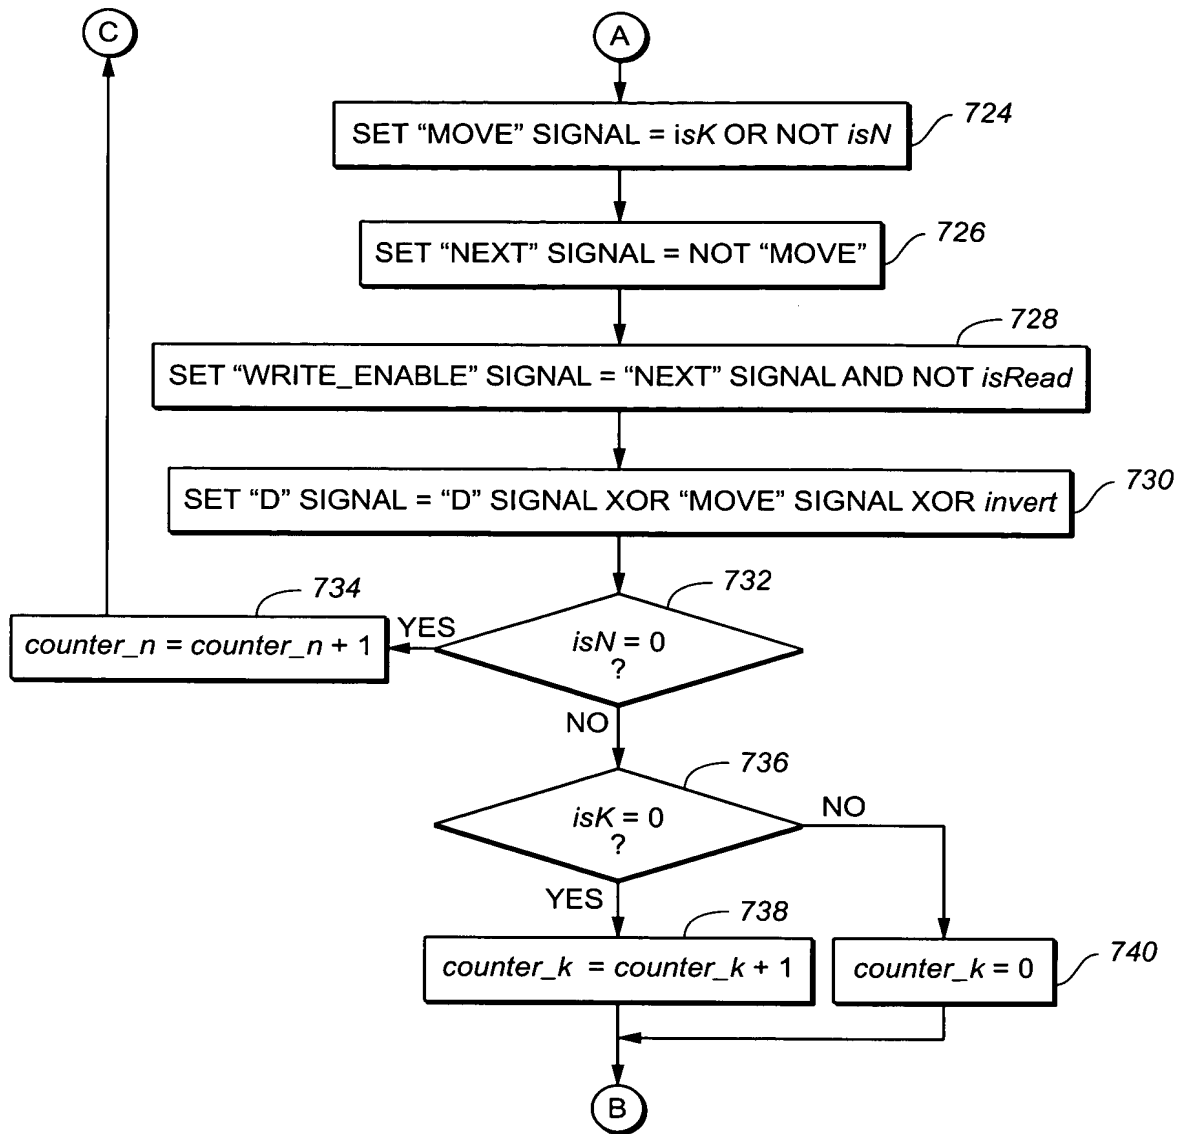 C
A
SET “MOVE” SIGNAL = isK OR NOT isN
724
SET “NEXT” SIGNAL = NOT “MOVE”
726
728
SET “WRITE_ENABLE” SIGNAL = “NEXT” SIGNAL AND NOT isRead
SET “D” SIGNAL = “D” SIGNAL XOR “MOVE” SIGNAL XOR invert
730
732
734
isN = 0
?
YES
counter_n = counter_n + 1
NO
736
isK = 0
?
NO
YES
738
counter_k = counter_k + 1
counter_k = 0
740
B